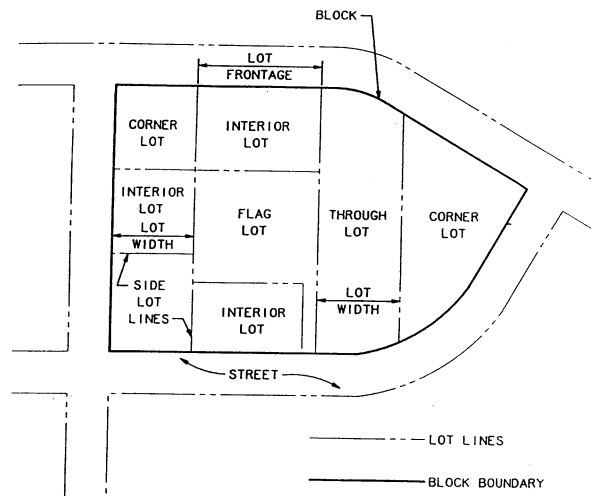 BLOCK
LOT
FRONTAGE
CORNER
LOT
INTERIOR
LOT
INTERIOR
LOT
LOT
WIDTH
FLAG
LOT
THROUGH
LOT
CORNER
LOT
SIDE
LOT
LINES
INTERIOR
LOT
LOT
WIDTH
STREET
LOT LINES
BLOCK BOUNDARY